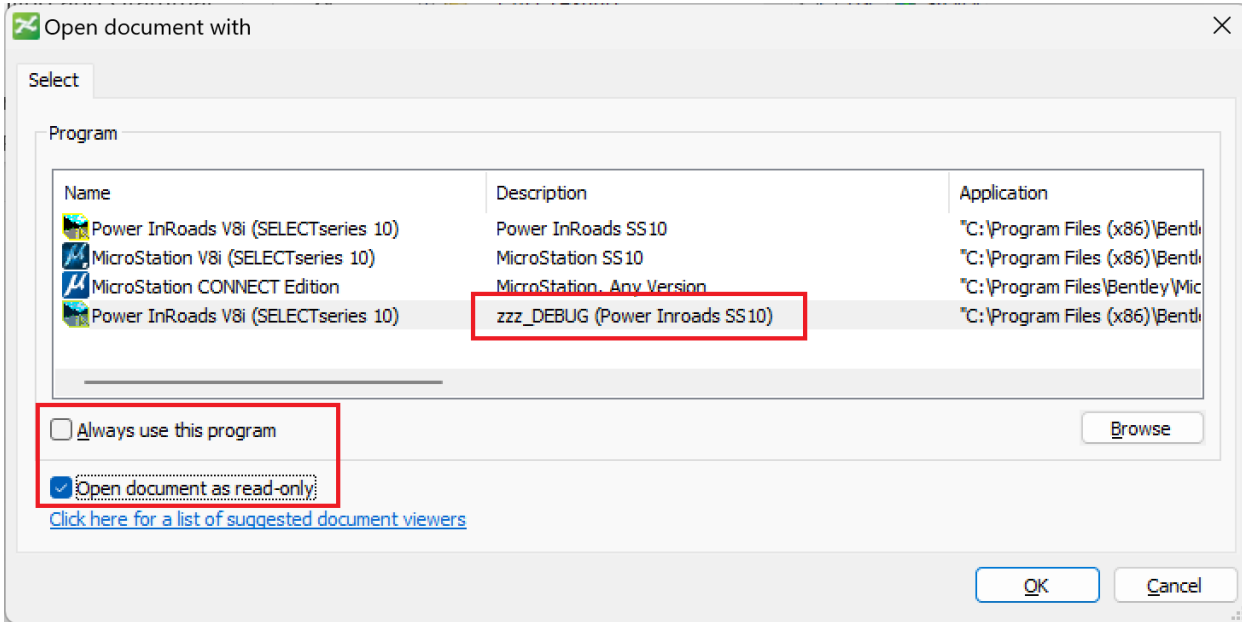 Open document with
Select
Program
Name Description Application
Power InRoads V8i (SELECTseries 10) Power InRoads SS10 "C:\Program Files (x86)\Bentl
MicroStation V8i (SELECTseries 10) MicroStation SS10 "C:\Program Files (x86)\Bentl
MicroStation CONNECT Edition MicroStation, Any Version "C:\Program Files\Bentley\Mic
Power InRoads V8i (SELECTseries 10) zzz_DEBUG (Power Inroads SS10) "C:\Program Files (x86)\Bentl
Always use this program Browse
Open document as read-only
Click here for a list of suggested document viewers
OK Cancel